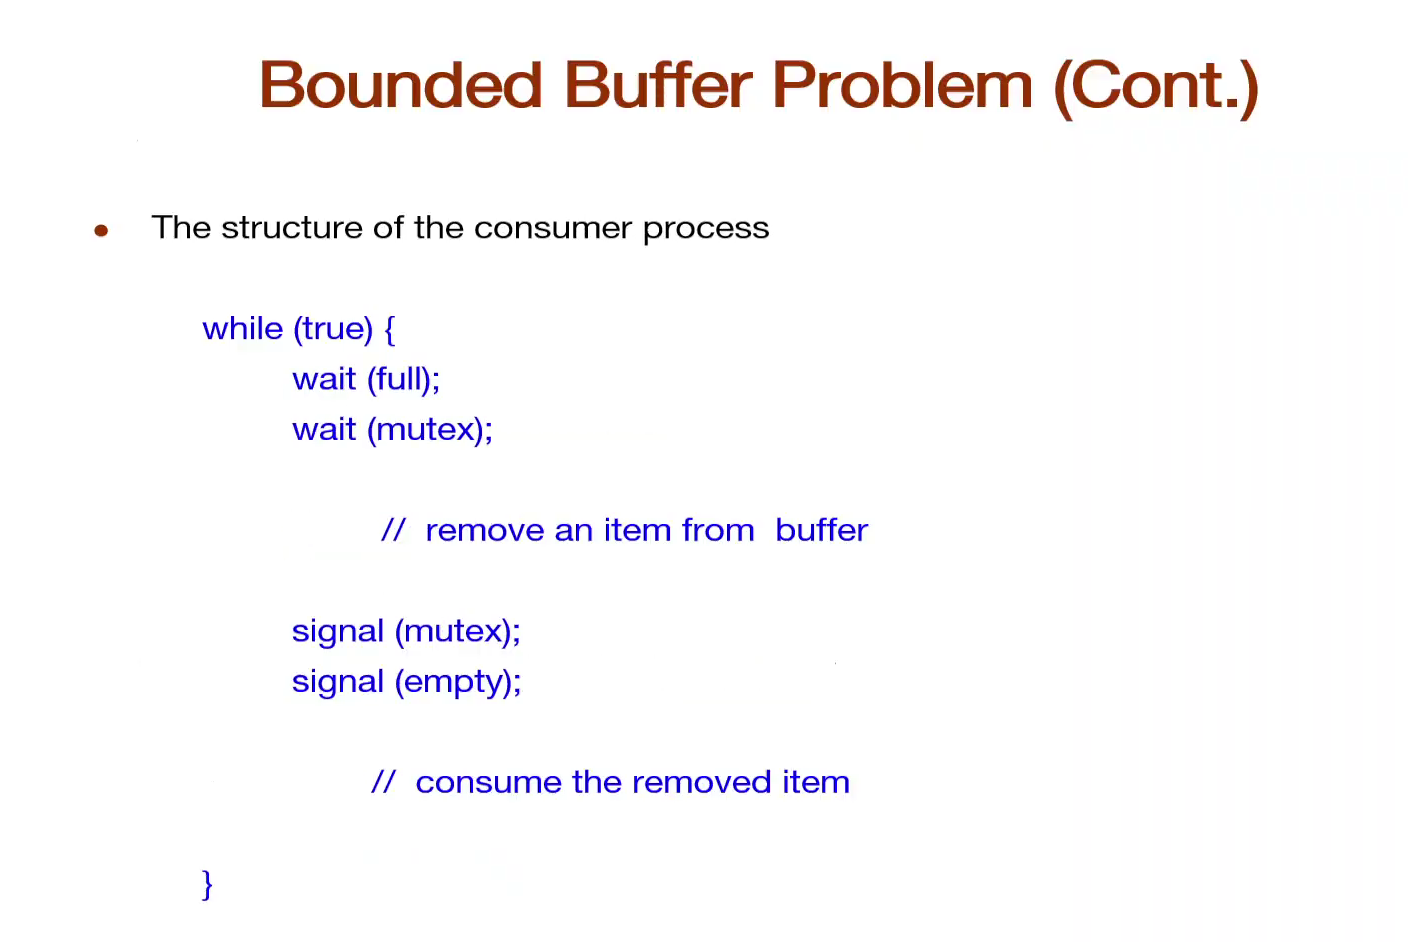 Bounded Buffer Problem (Cont.)
• The structure of the consumer process
while (true) {
wait (full);
wait (mutex);
// remove an item from buffer
signal (mutex);
signal (empty);
// consume the removed item
}